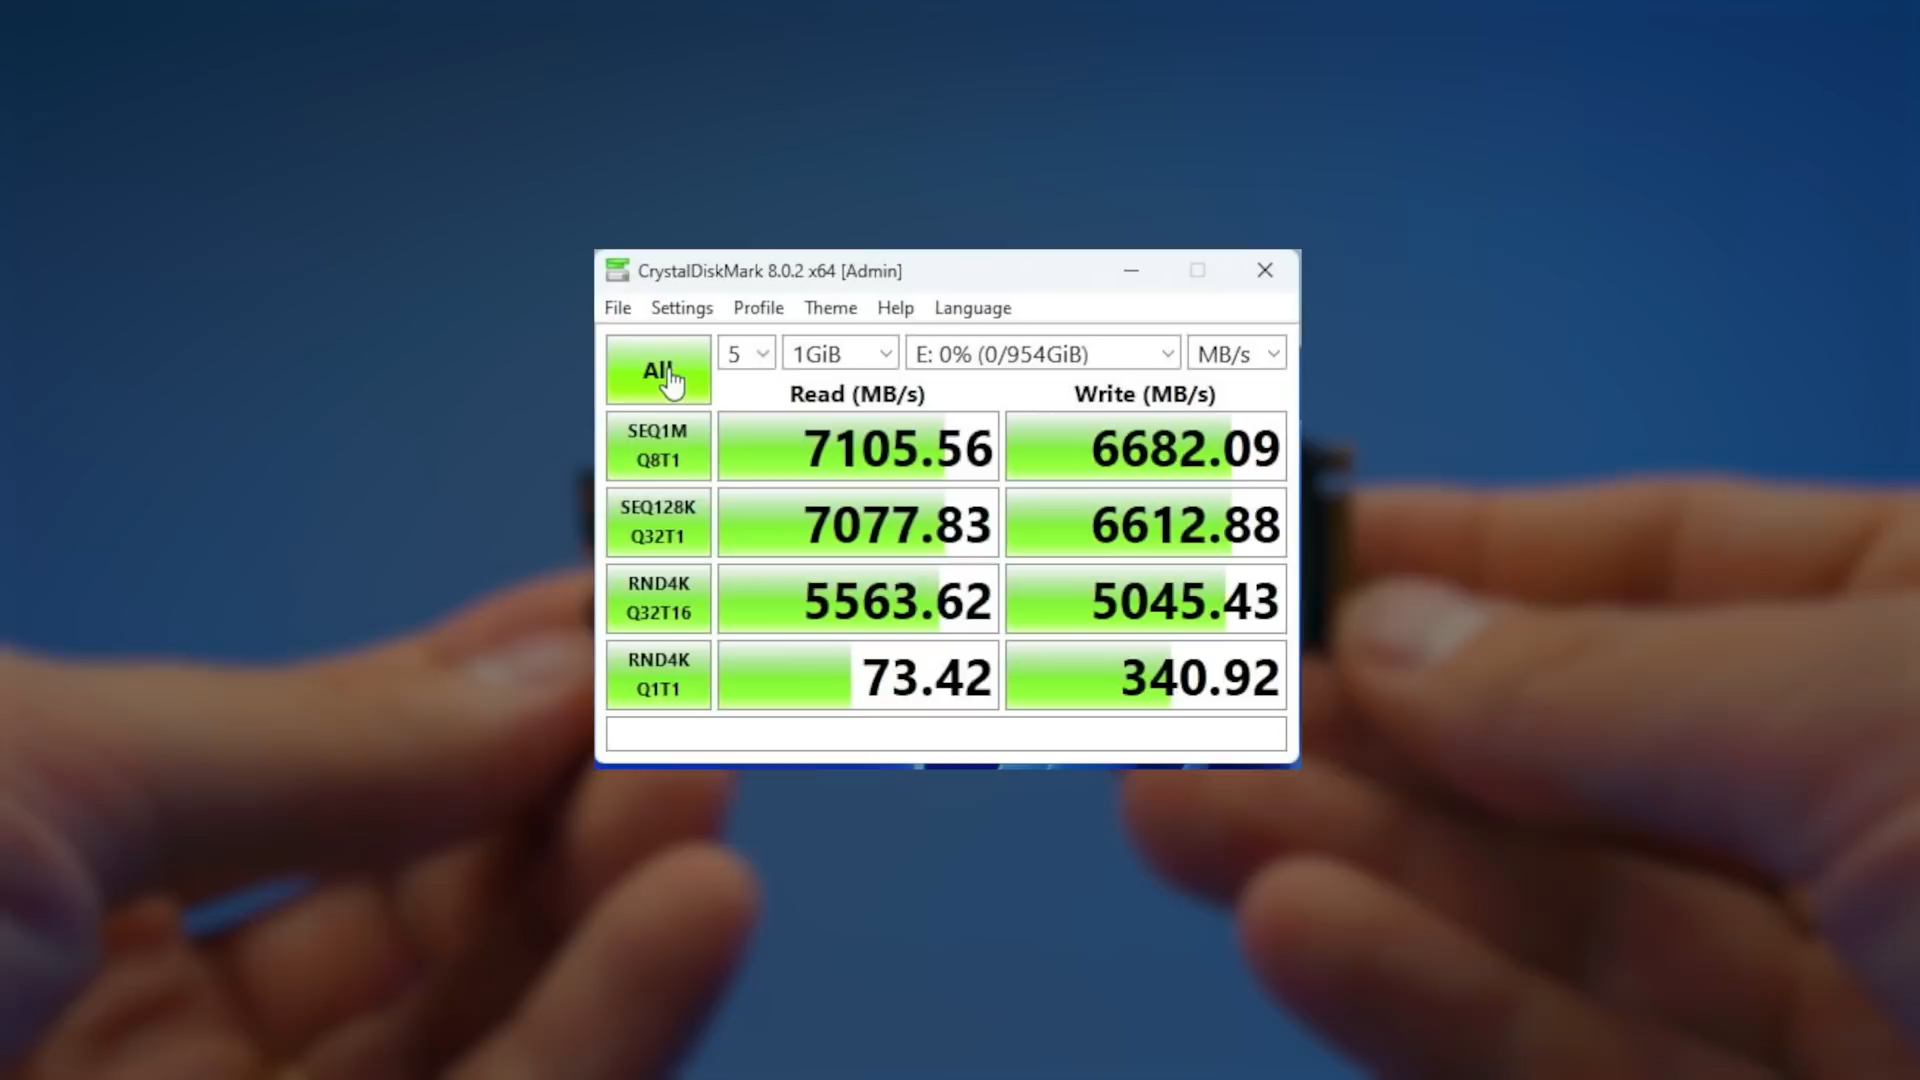 CrystalDiskMark 8.0.2 x64 [Admin]
File Settings Profile Theme Help Language
All 5 1GiB E: 0% (0/954GiB) MB/s
Read (MB/s) Write (MB/s)
SEQ1M
Q8T1
7105.56 6682.09
SEQ128K
Q32T1
7077.83 6612.88
RND4K
Q32T16
5563.62 5045.43
RND4K
Q1T1
73.42 340.92